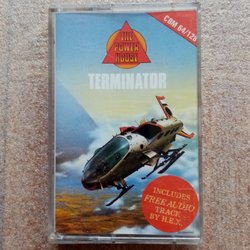 CBM 64/128
THE
POWER
HOUSE
TERMINATOR
INCLUDES
FREE AUDIO
TRACK
BY H.E.X.